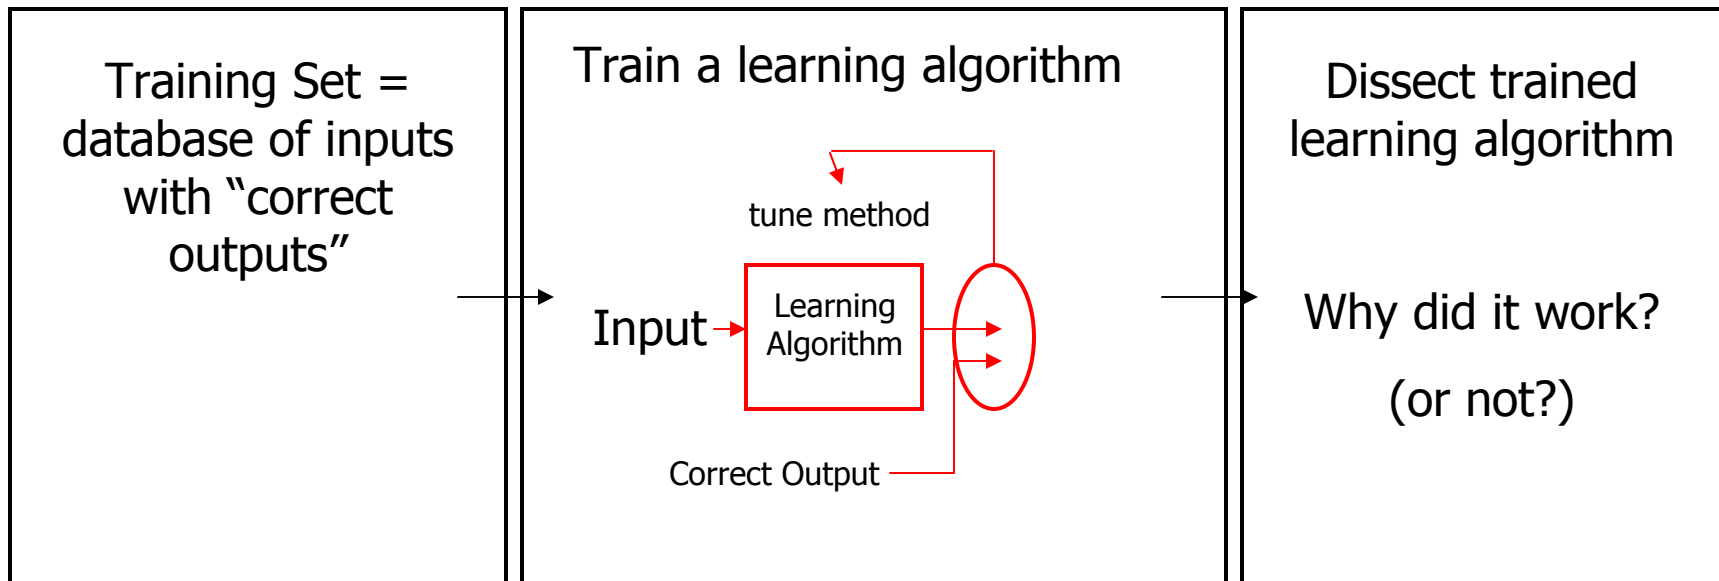 Training Set =
database of inputs
with “correct
outputs”
Train a learning algorithm
tune method
Input
Learning
Algorithm
Correct Output
Dissect trained
learning algorithm
Why did it work?
(or not?)